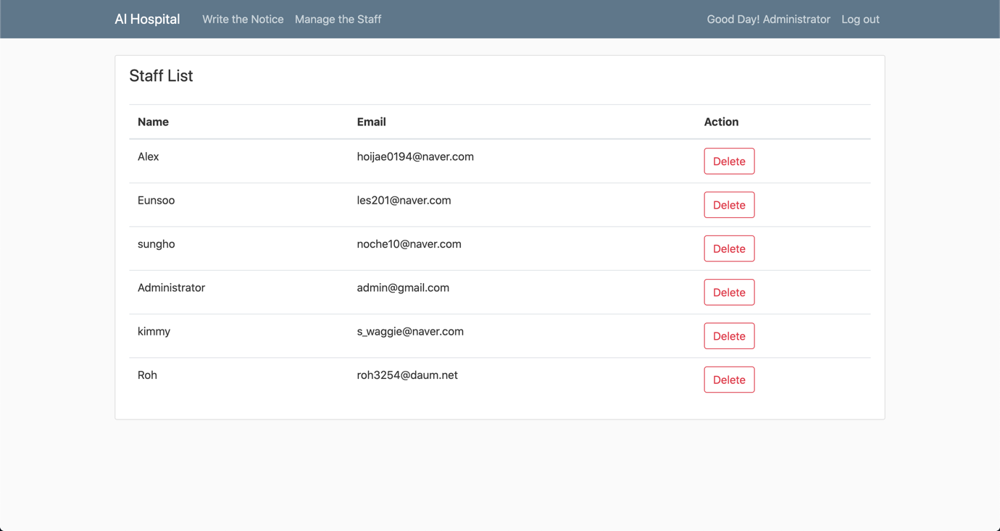 AI Hospital Write the Notice Manage the Staff Good Day! Administrator Log out
Staff List
Name Email Action
Alex hoijae0194@naver.com Delete
Eunsoo les201@naver.com Delete
sungho noche10@naver.com Delete
Administrator admin@gmail.com Delete
kimmy s_waggie@naver.com Delete
Roh roh3254@daum.net Delete